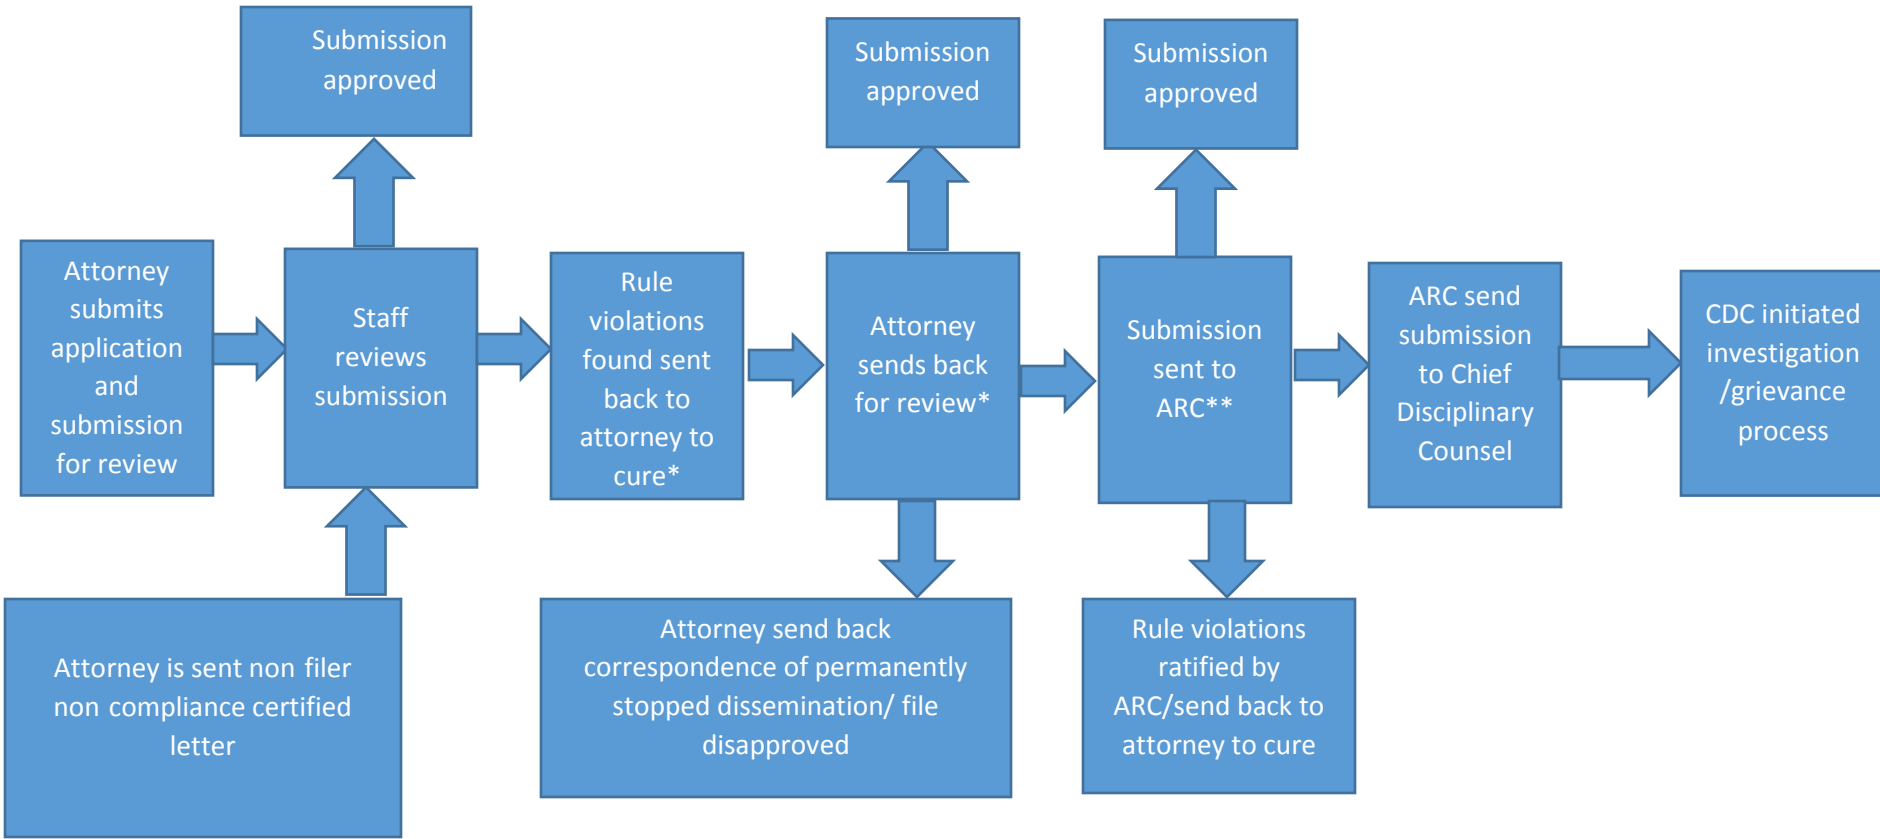 Submission
approved
Submission
approved
Submission
approved
Attorney
submits
application
and
submission
for review
Staff
reviews
submission
Rule
violations
found sent
back to
attorney to
cure*
Attorney
sends back
for review*
Submission
sent to
ARC**
ARC send
submission
to Chief
Disciplinary
Counsel
CDC initiated
investigation
/grievance
process
Attorney is sent non filer
non compliance certified
letter
Attorney send back
correspondence of permanently
stopped dissemination/ file
disapproved
Rule violations
ratified by
ARC/send back to
attorney to cure